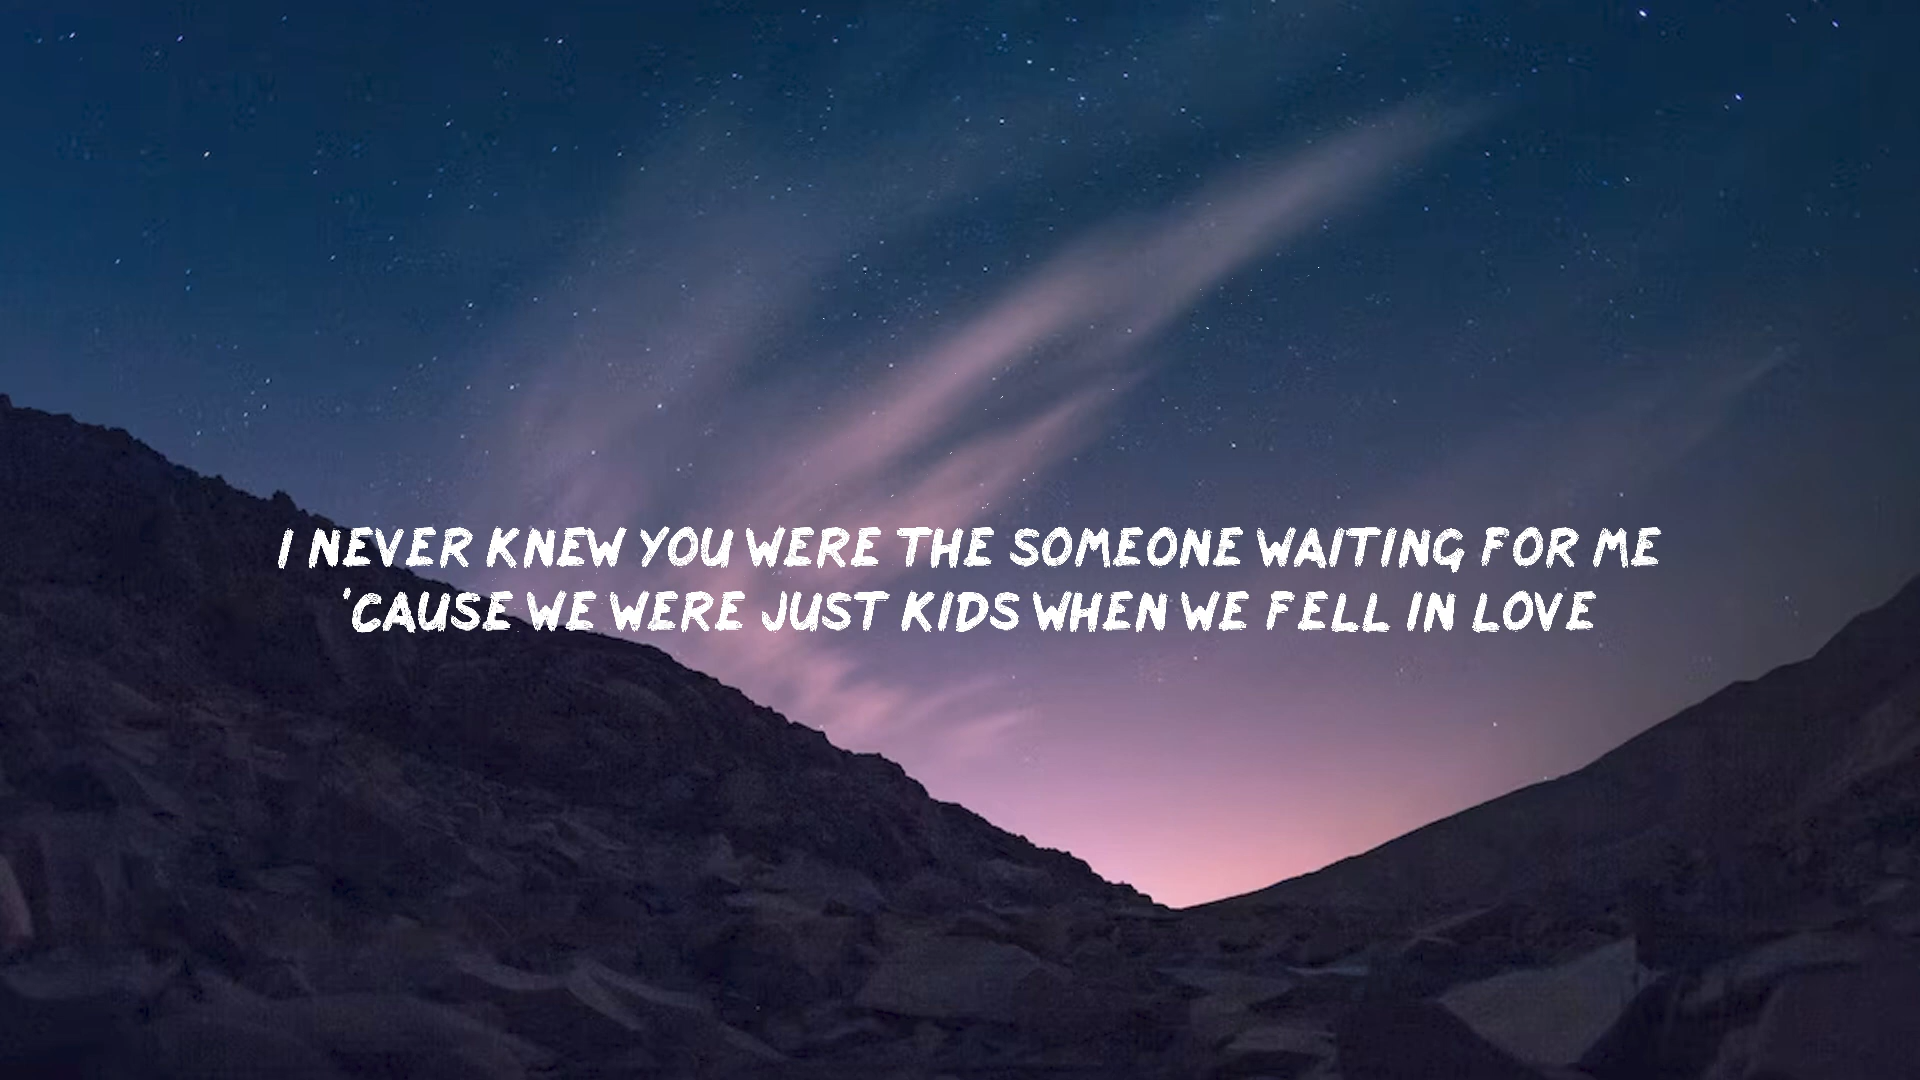 I NEVER KNEW YOU WERE THE SOMEONE WAITING FOR ME
'CAUSE WE WERE JUST KIDS WHEN WE FELL IN LOVE